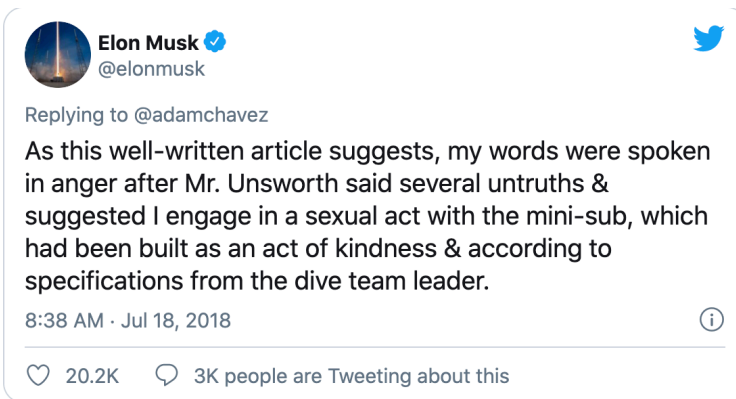 Elon Musk
@elonmusk
Replying to @adamchavez
As this well-written article suggests, my words were spoken
in anger after Mr. Unsworth said several untruths &
suggested I engage in a sexual act with the mini-sub, which
had been built as an act of kindness & according to
specifications from the dive team leader.
8:38 AM · Jul 18, 2018
20.2K 3K people are Tweeting about this